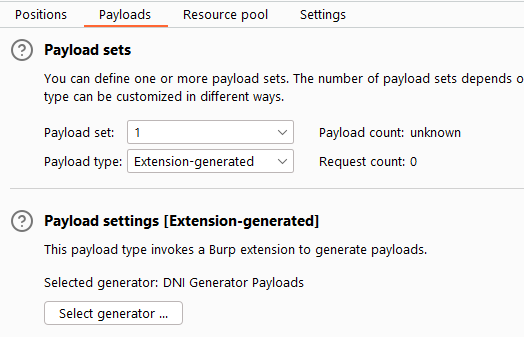 Positions Payloads Resource pool Settings
? Payload sets
You can define one or more payload sets. The number of payload sets depends o
type can be customized in different ways.
Payload set: 1 Payload count: unknown
Payload type: Extension-generated Request count: 0
? Payload settings [Extension-generated]
This payload type invokes a Burp extension to generate payloads.
Selected generator: DNI Generator Payloads
Select generator ...